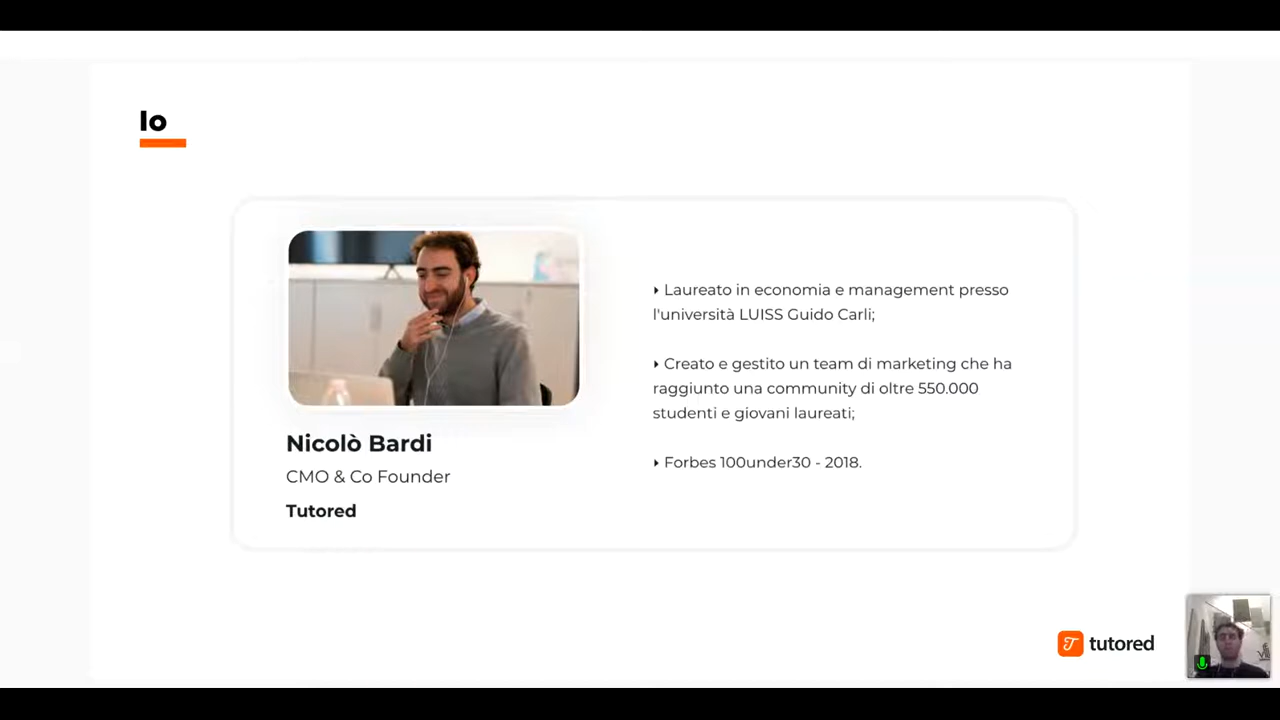 Io
Laureato in economia e management presso
l'università LUISS Guido Carli;
Creato e gestito un team di marketing che ha
raggiunto una community di oltre 550.000
studenti e giovani laureati;
Forbes 100under30 - 2018.
Nicolò Bardi
CMO & Co Founder
Tutored
tutored